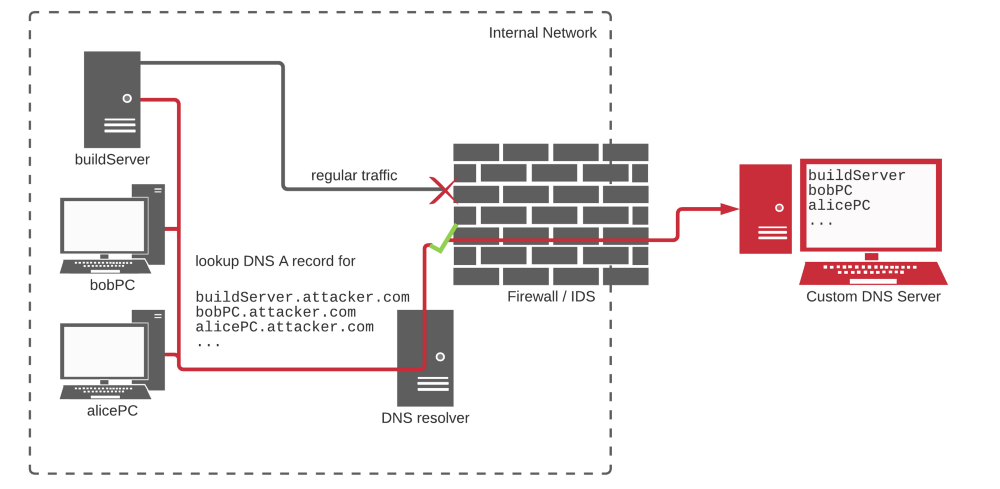 Internal Network
buildServer
regular traffic
buildServer
bobPC
alicePC
...
bobPC
lookup DNS A record for
buildServer.attacker.com
bobPC.attacker.com
alicePC.attacker.com
...
Firewall / IDS
Custom DNS Server
alicePC
DNS resolver